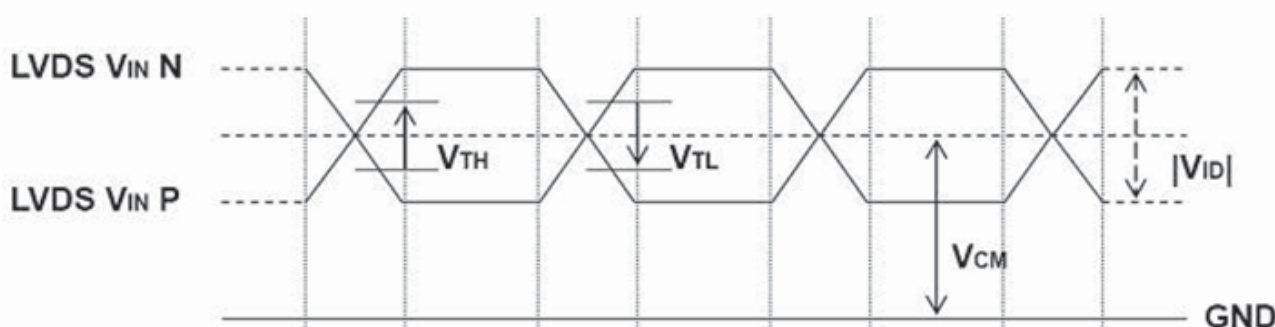 LVDS VIN N
VTH
VTL
|VID|
LVDS VIN P
VCM
GND